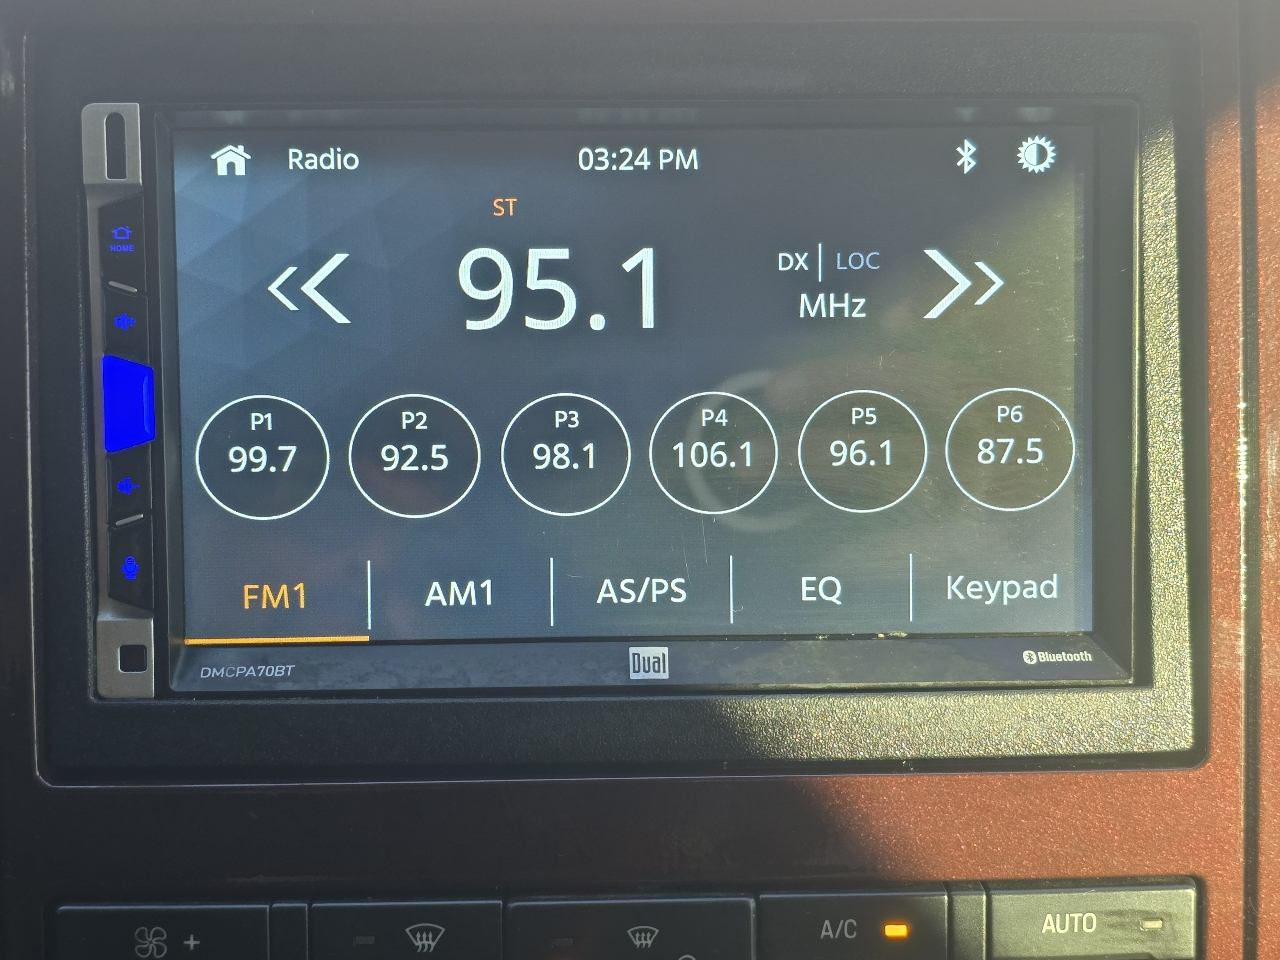 Radio
03:24 PM
ST
HOME
95.1
DX | LOC
MHz
P1
99.7
P2
92.5
P3
98.1
P4
106.1
P5
96.1
P6
87.5
FM1
AM1
AS/PS
EQ
Keypad
DMCPA70BT
Dual
Bluetooth
+
A/C
AUTO